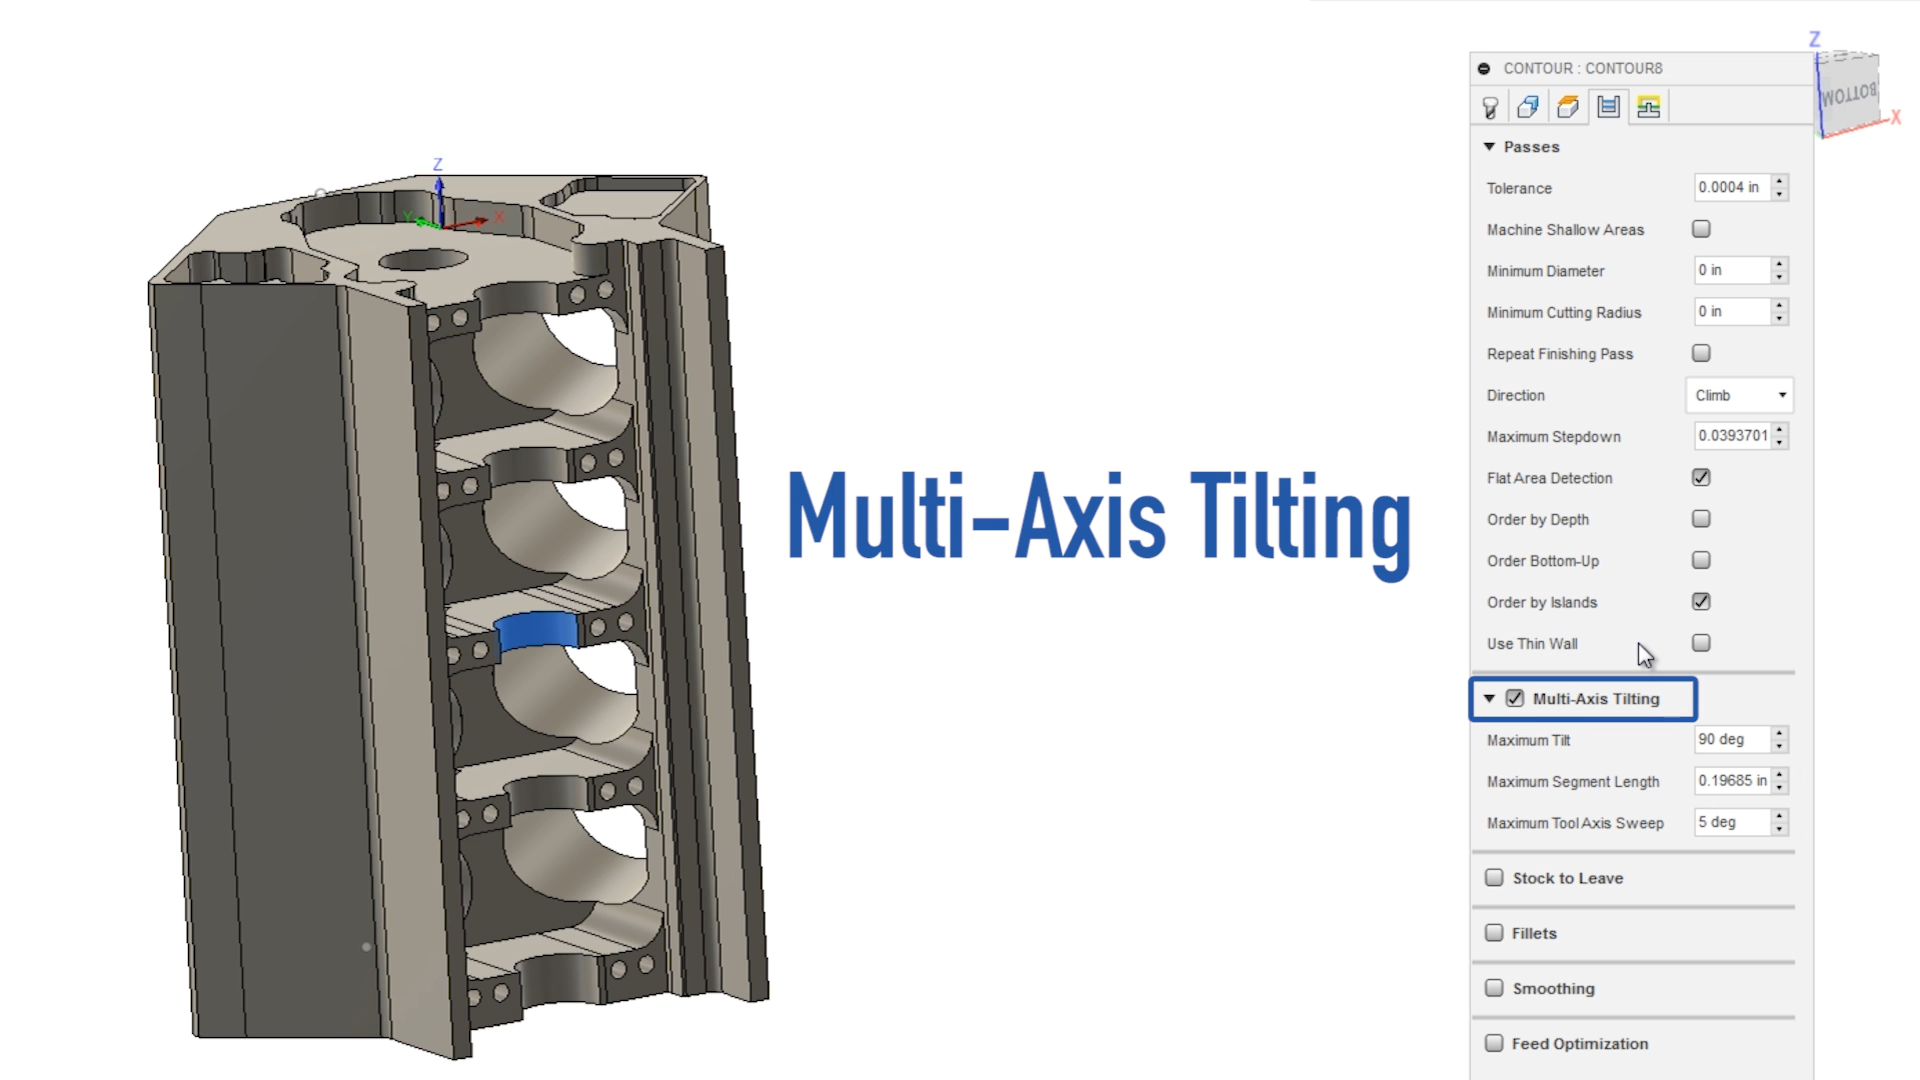 Z
CONTOUR : CONTOUR8
BOTTOM
X
Passes
Tolerance 0.0004 in
Machine Shallow Areas
Minimum Diameter 0 in
Minimum Cutting Radius 0 in
Repeat Finishing Pass
Direction Climb
Maximum Stepdown 0.0393701
Flat Area Detection
Order by Depth
Order Bottom-Up
Order by Islands
Use Thin Wall
Multi-Axis Tilting
Maximum Tilt 90 deg
Maximum Segment Length 0.19685 in
Maximum Tool Axis Sweep 5 deg
Stock to Leave
Fillets
Smoothing
Feed Optimization
Z
Y X
Multi-Axis Tilting